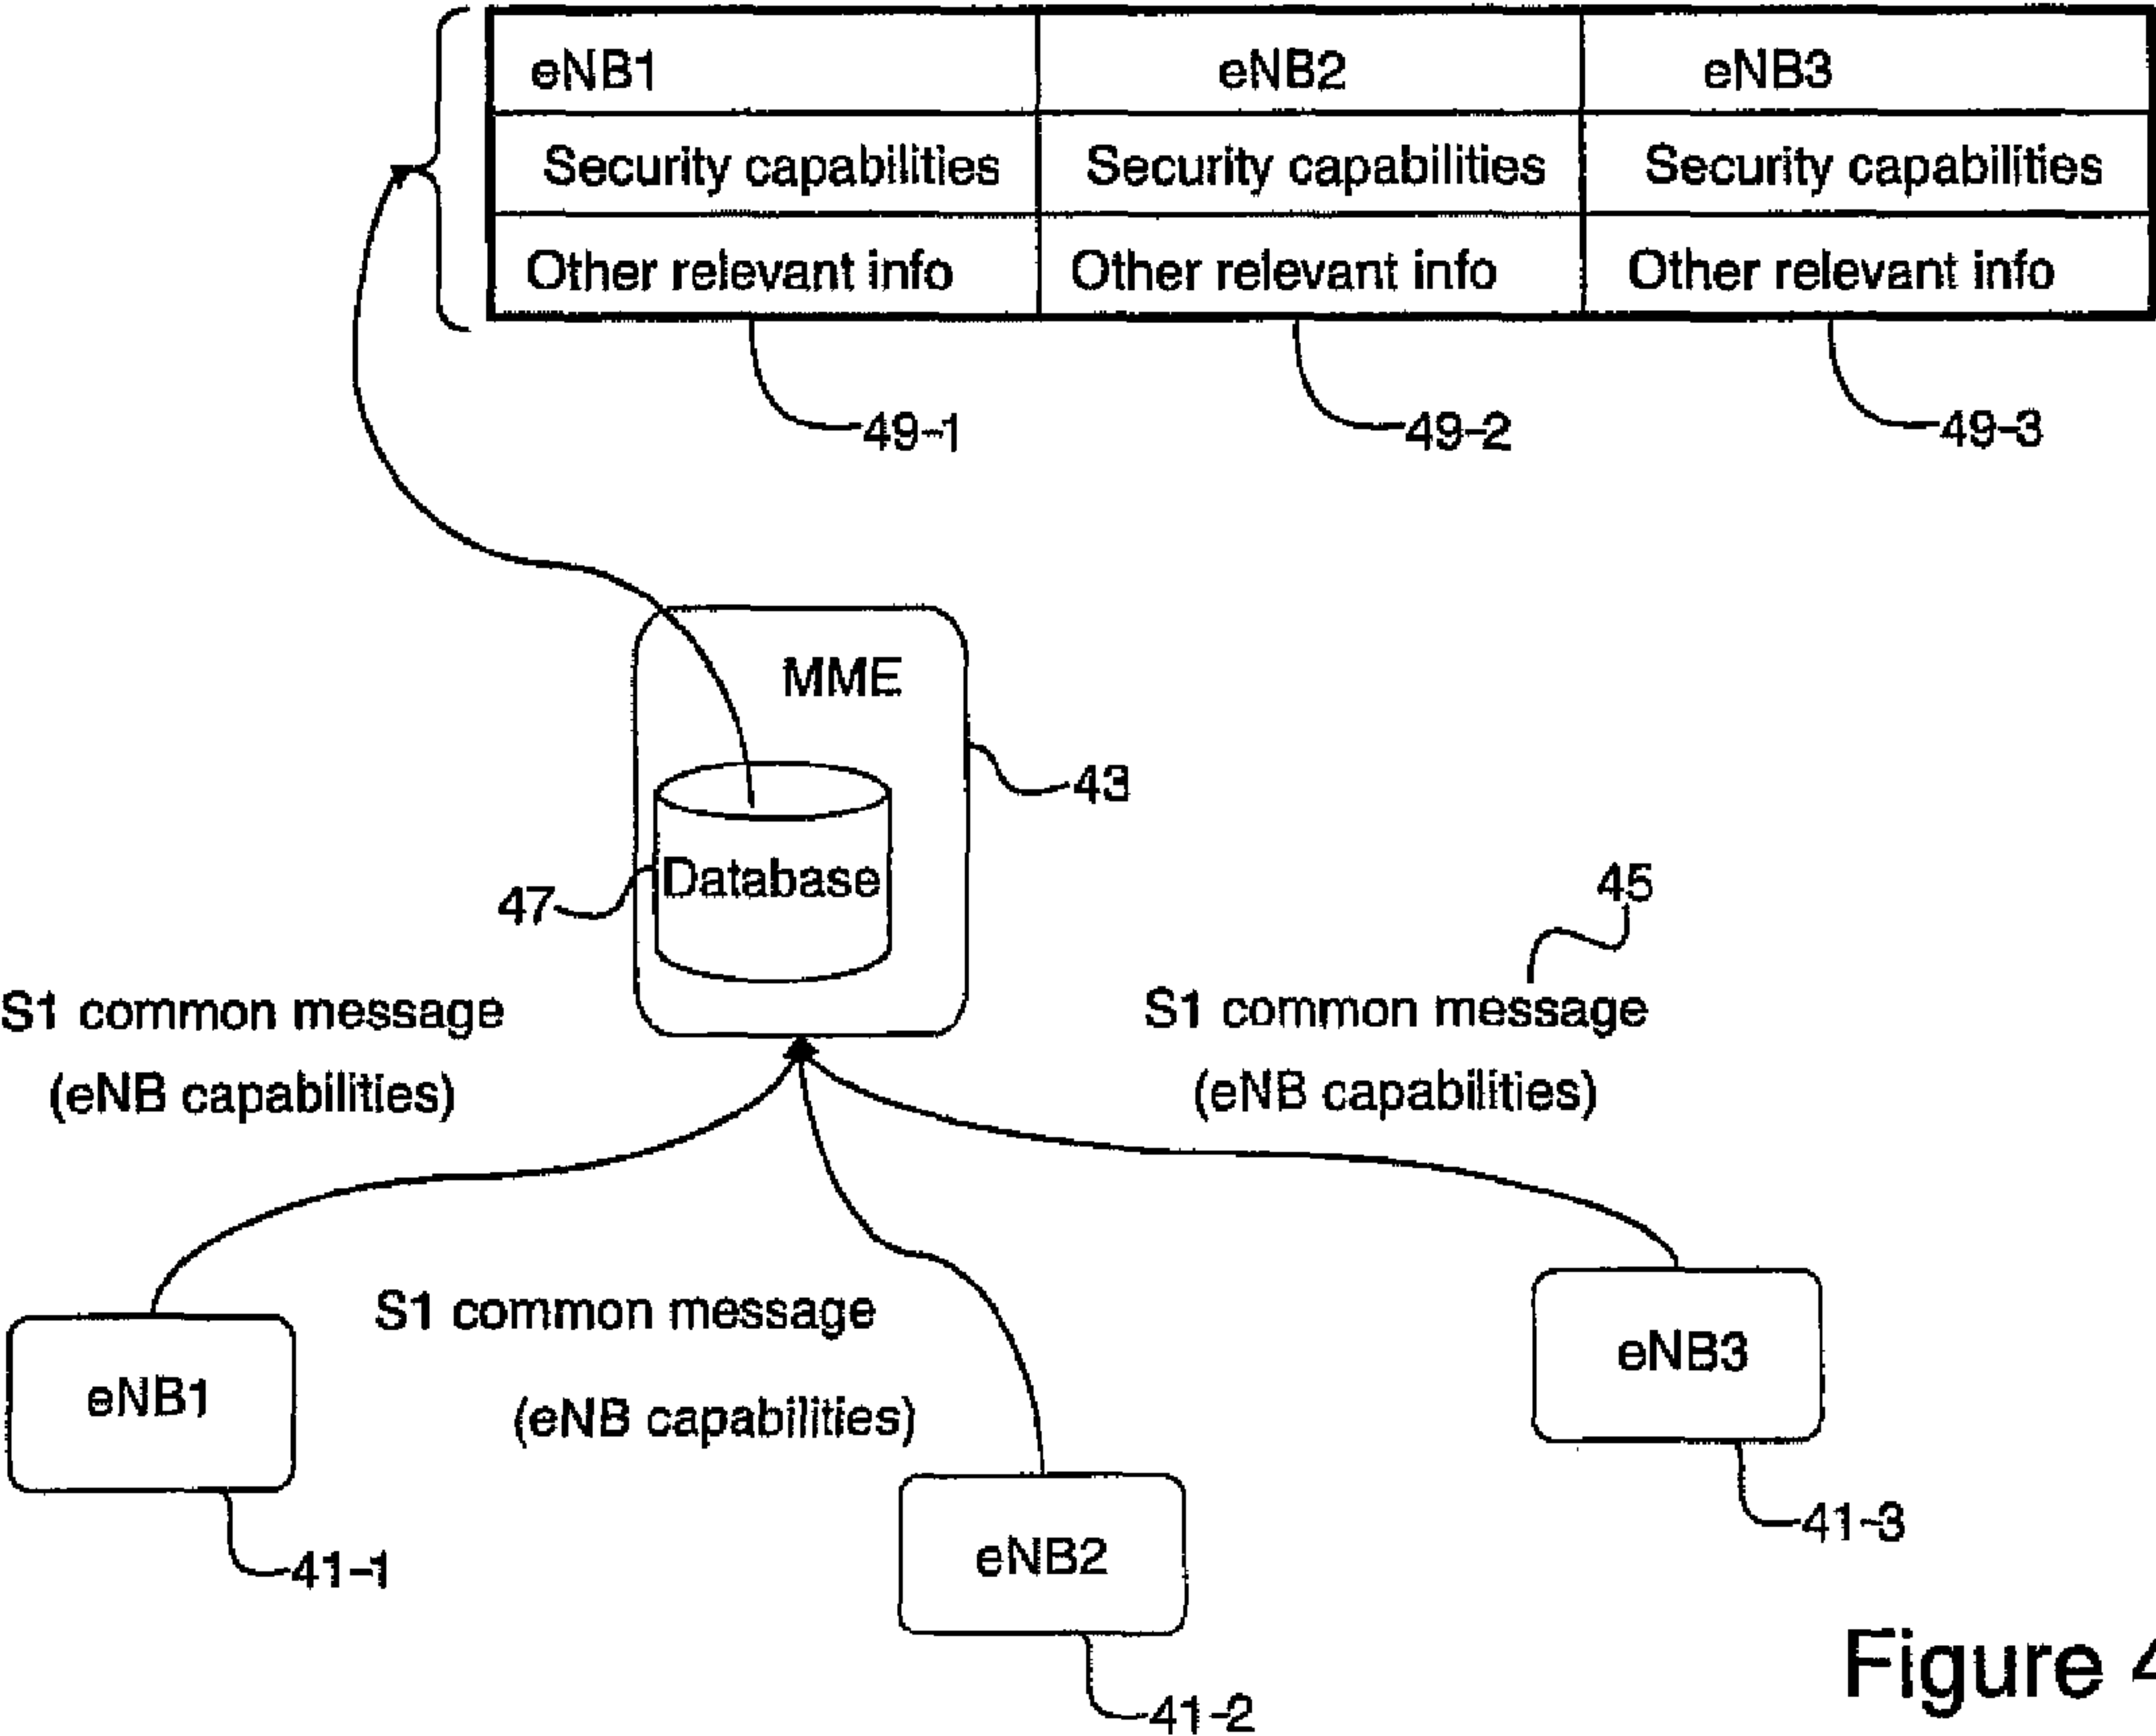 eNB1 eNB2 eNB3
Security capabilities Security capabilities Security capabilities
Other relevant info Other relevant info Other relevant info
49-1 49-2 49-3
MME
43
Database
47
45
S1 common message
(eNB capabilities)
S1 common message
(eNB capabilities)
S1 common message
(eNB capabilities)
eNB1
eNB2
eNB3
41-1
41-2
41-3
Figure 4